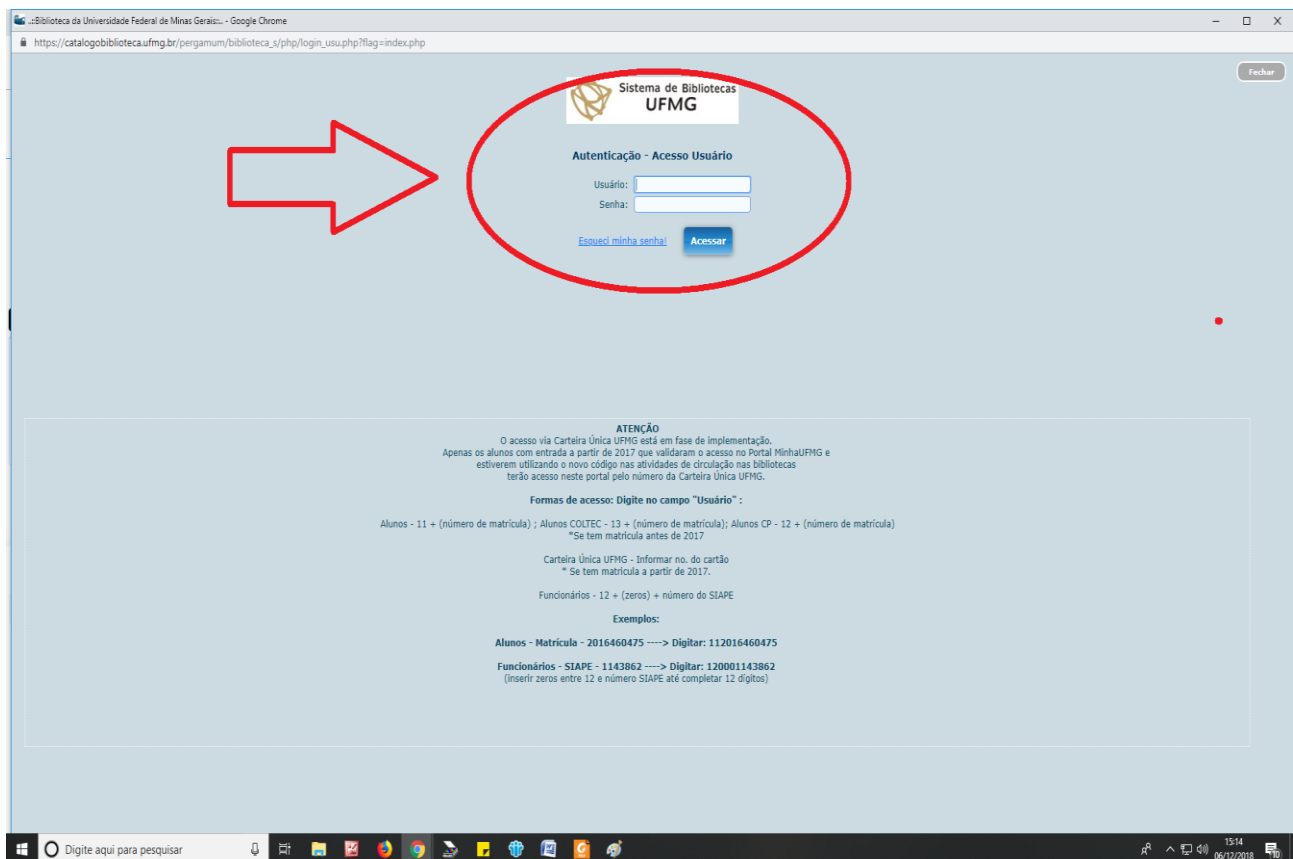 ..::Biblioteca da Universidade Federal de Minas Gerais::.. - Google Chrome
https://catalogobiblioteca.ufmg.br/pergamum/biblioteca_s/php/login_usu.php?flag=index.php
Fechar
Sistema de Bibliotecas
UFMG
Autenticação - Acesso Usuário
Usuário:
Senha:
Esqueci minha senha!
Acessar
ATENÇÃO
O acesso via Carteira Única UFMG está em fase de implementação.
Apenas os alunos com entrada a partir de 2017 que validaram o acesso no Portal MinhaUFMG e
estiverem utilizando o novo código nas atividades de circulação nas bibliotecas
terão acesso neste portal pelo número da Carteira Única UFMG.
Formas de acesso: Digite no campo "Usuário" :
Alunos - 11 + (número de matrícula) ; Alunos COLTEC - 13 + (número de matrícula); Alunos CP - 12 + (número de matrícula)
*Se tem matricula antes de 2017
Carteira Única UFMG - Informar no. do cartão
* Se tem matricula a partir de 2017.
Funcionários - 12 + (zeros) + número do SIAPE
Exemplos:
Alunos - Matrícula - 2016460475 ----> Digitar: 112016460475
Funcionários - SIAPE - 1143862 ----> Digitar: 120001143862
(inserir zeros entre 12 e número SIAPE até completar 12 dígitos)
Digite aqui para pesquisar
15:14
06/12/2018